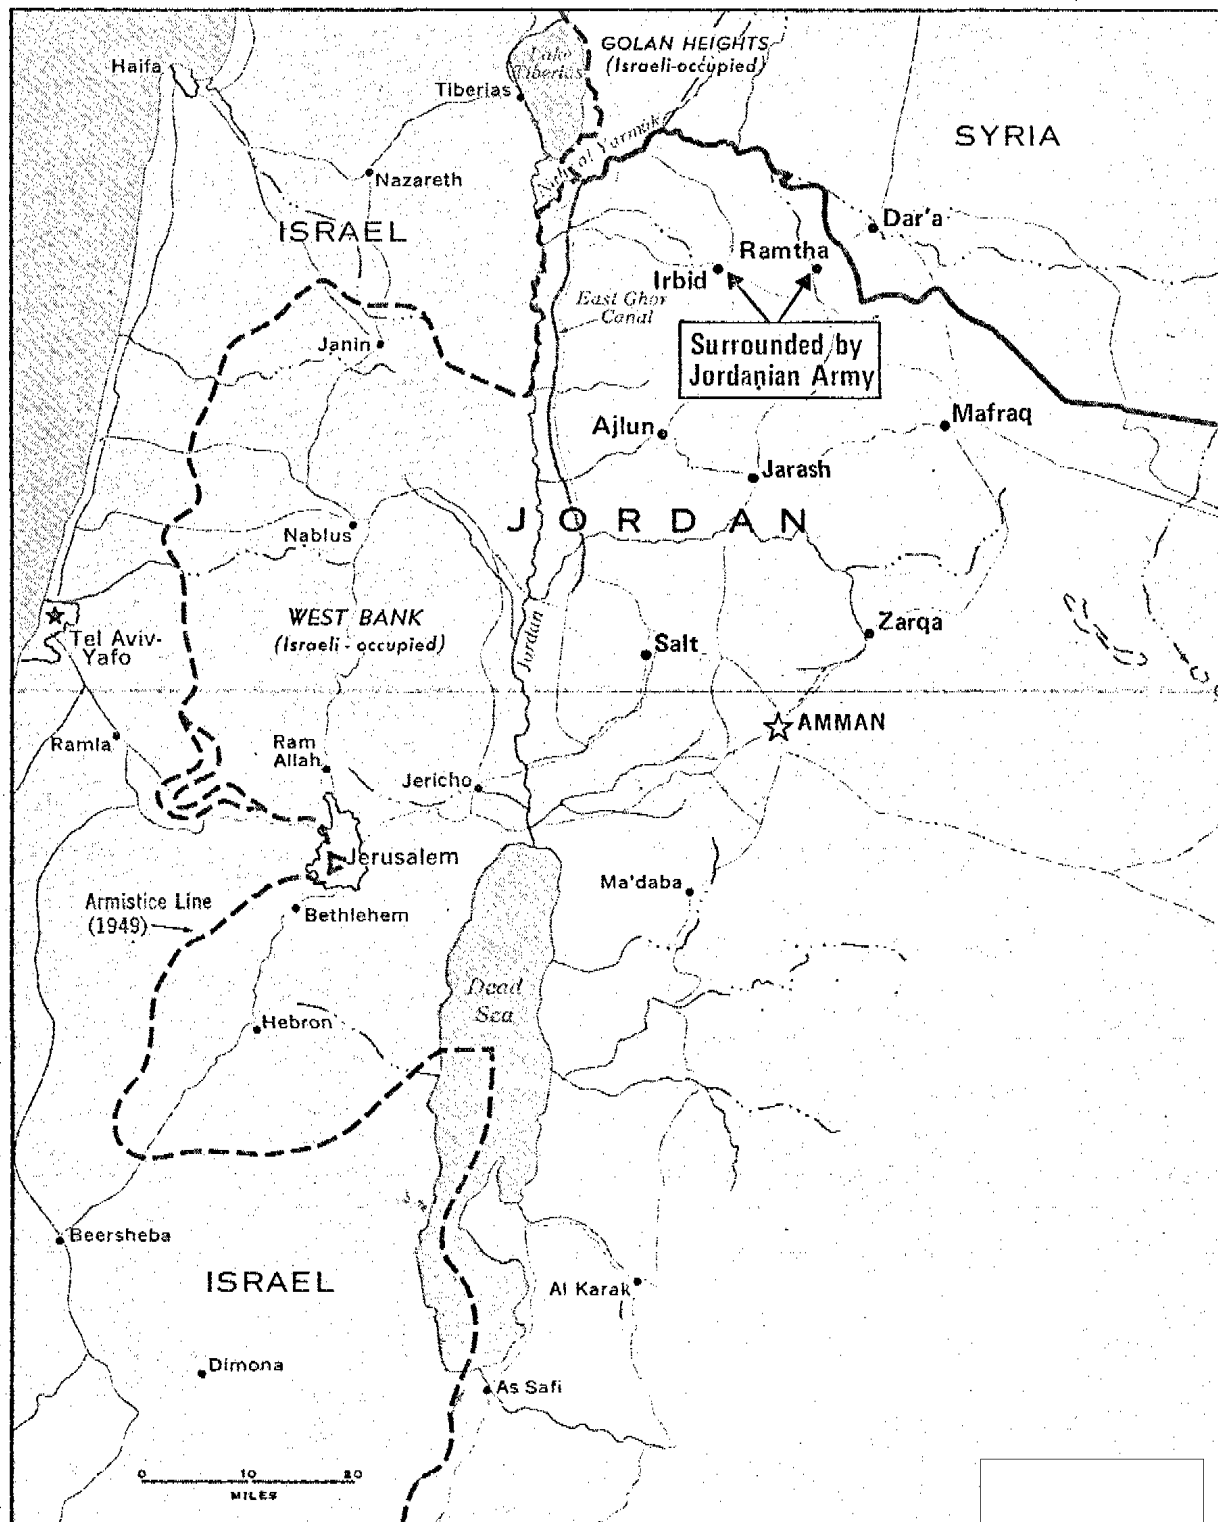 GOLAN HEIGHTS
(Israeli-occupied)
Lake
Tiberias
Haifa
Tiberias
SYRIA
Nahr al Yarmuk
Nazareth
ISRAEL
Dar'a
Ramtha
Irbid
East Ghor
Canal
Surrounded by
Jordanian Army
Janin
Ajlun
Mafraq
Jarash
JORDAN
Nablus
WEST BANK
(Israeli-occupied)
Jordan
Tel Aviv-
Yafo
Salt
Zarqa
AMMAN
Ramla
Ram
Allah
Jericho
Jerusalem
Ma'daba
Armistice Line
(1949)
Bethlehem
Dead
Sea
Hebron
Beersheba
ISRAEL
Al Karak
Dimona
As Safi
0 10 20
MILES